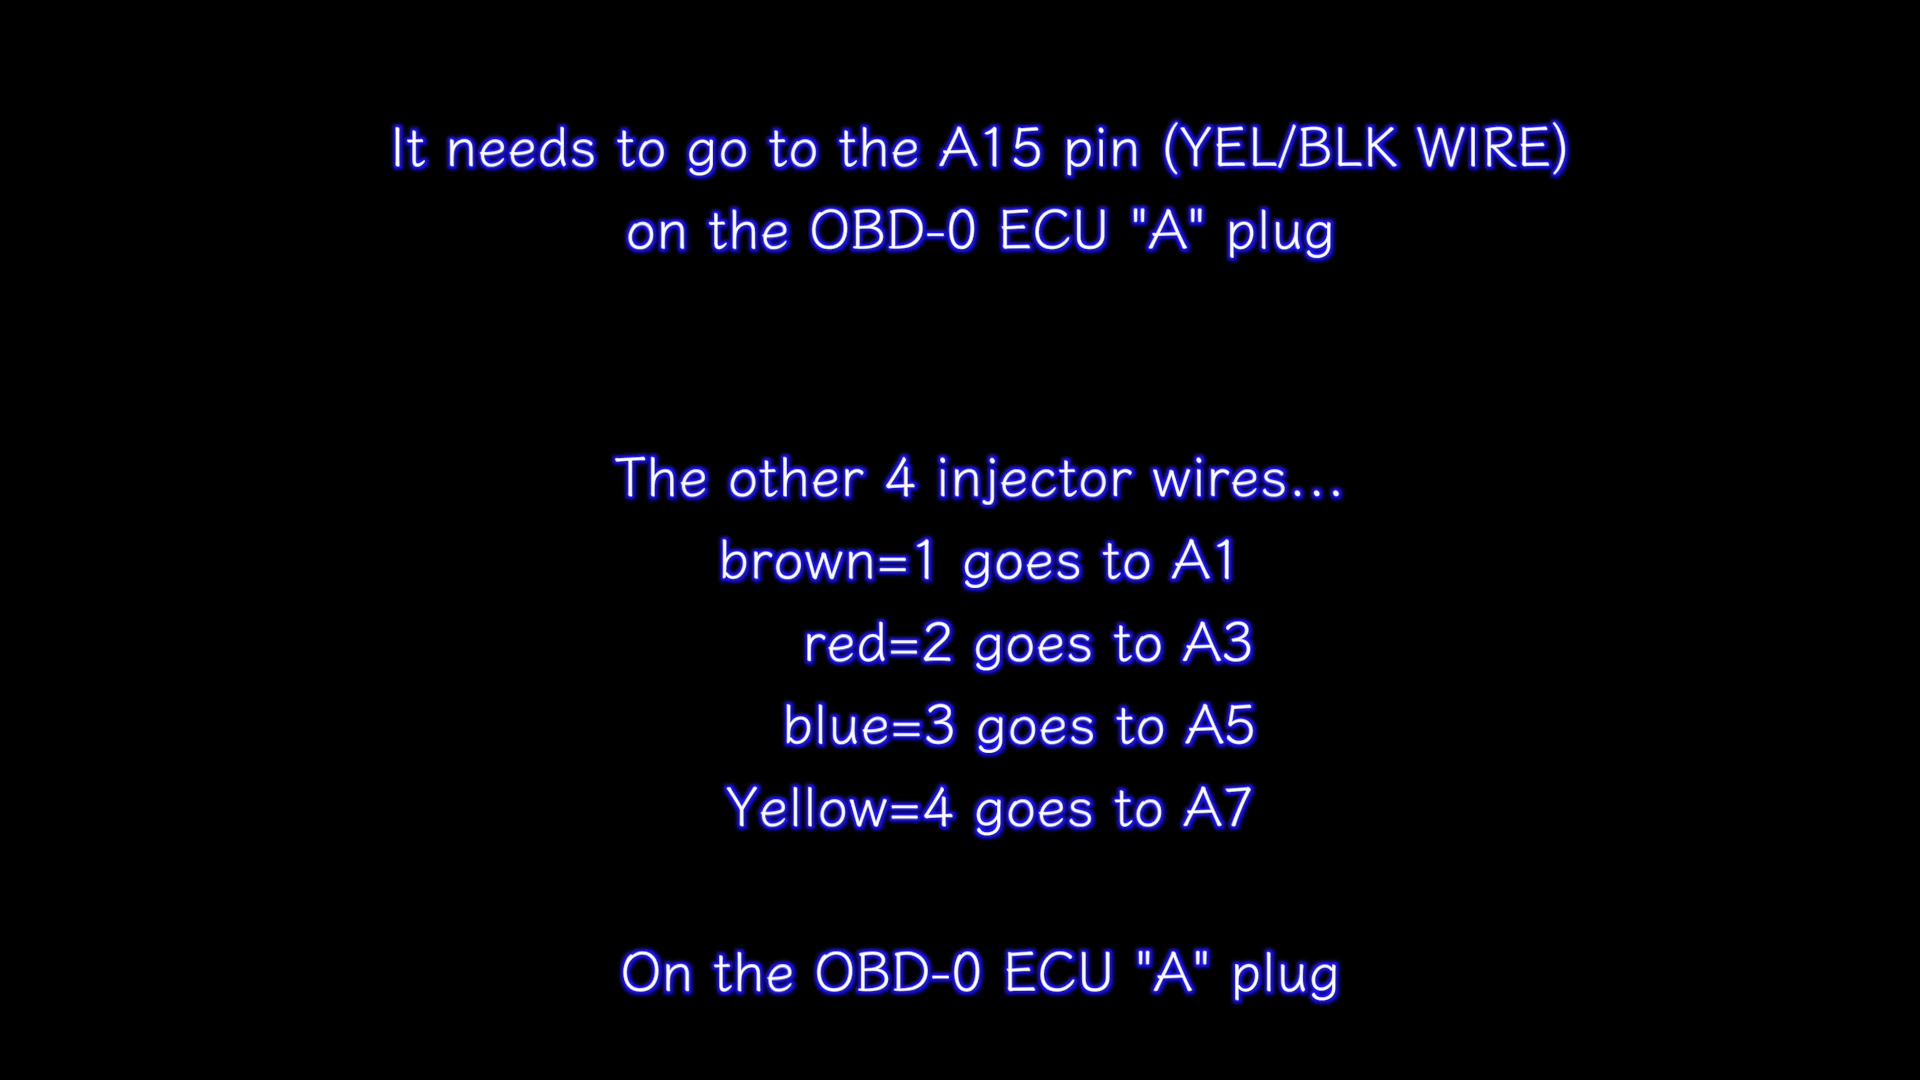 It needs to go to the A15 pin (YEL/BLK WIRE)
on the OBD-0 ECU "A" plug
The other 4 injector wires...
brown=1 goes to A1
red=2 goes to A3
blue=3 goes to A5
Yellow=4 goes to A7
On the OBD-0 ECU "A" plug